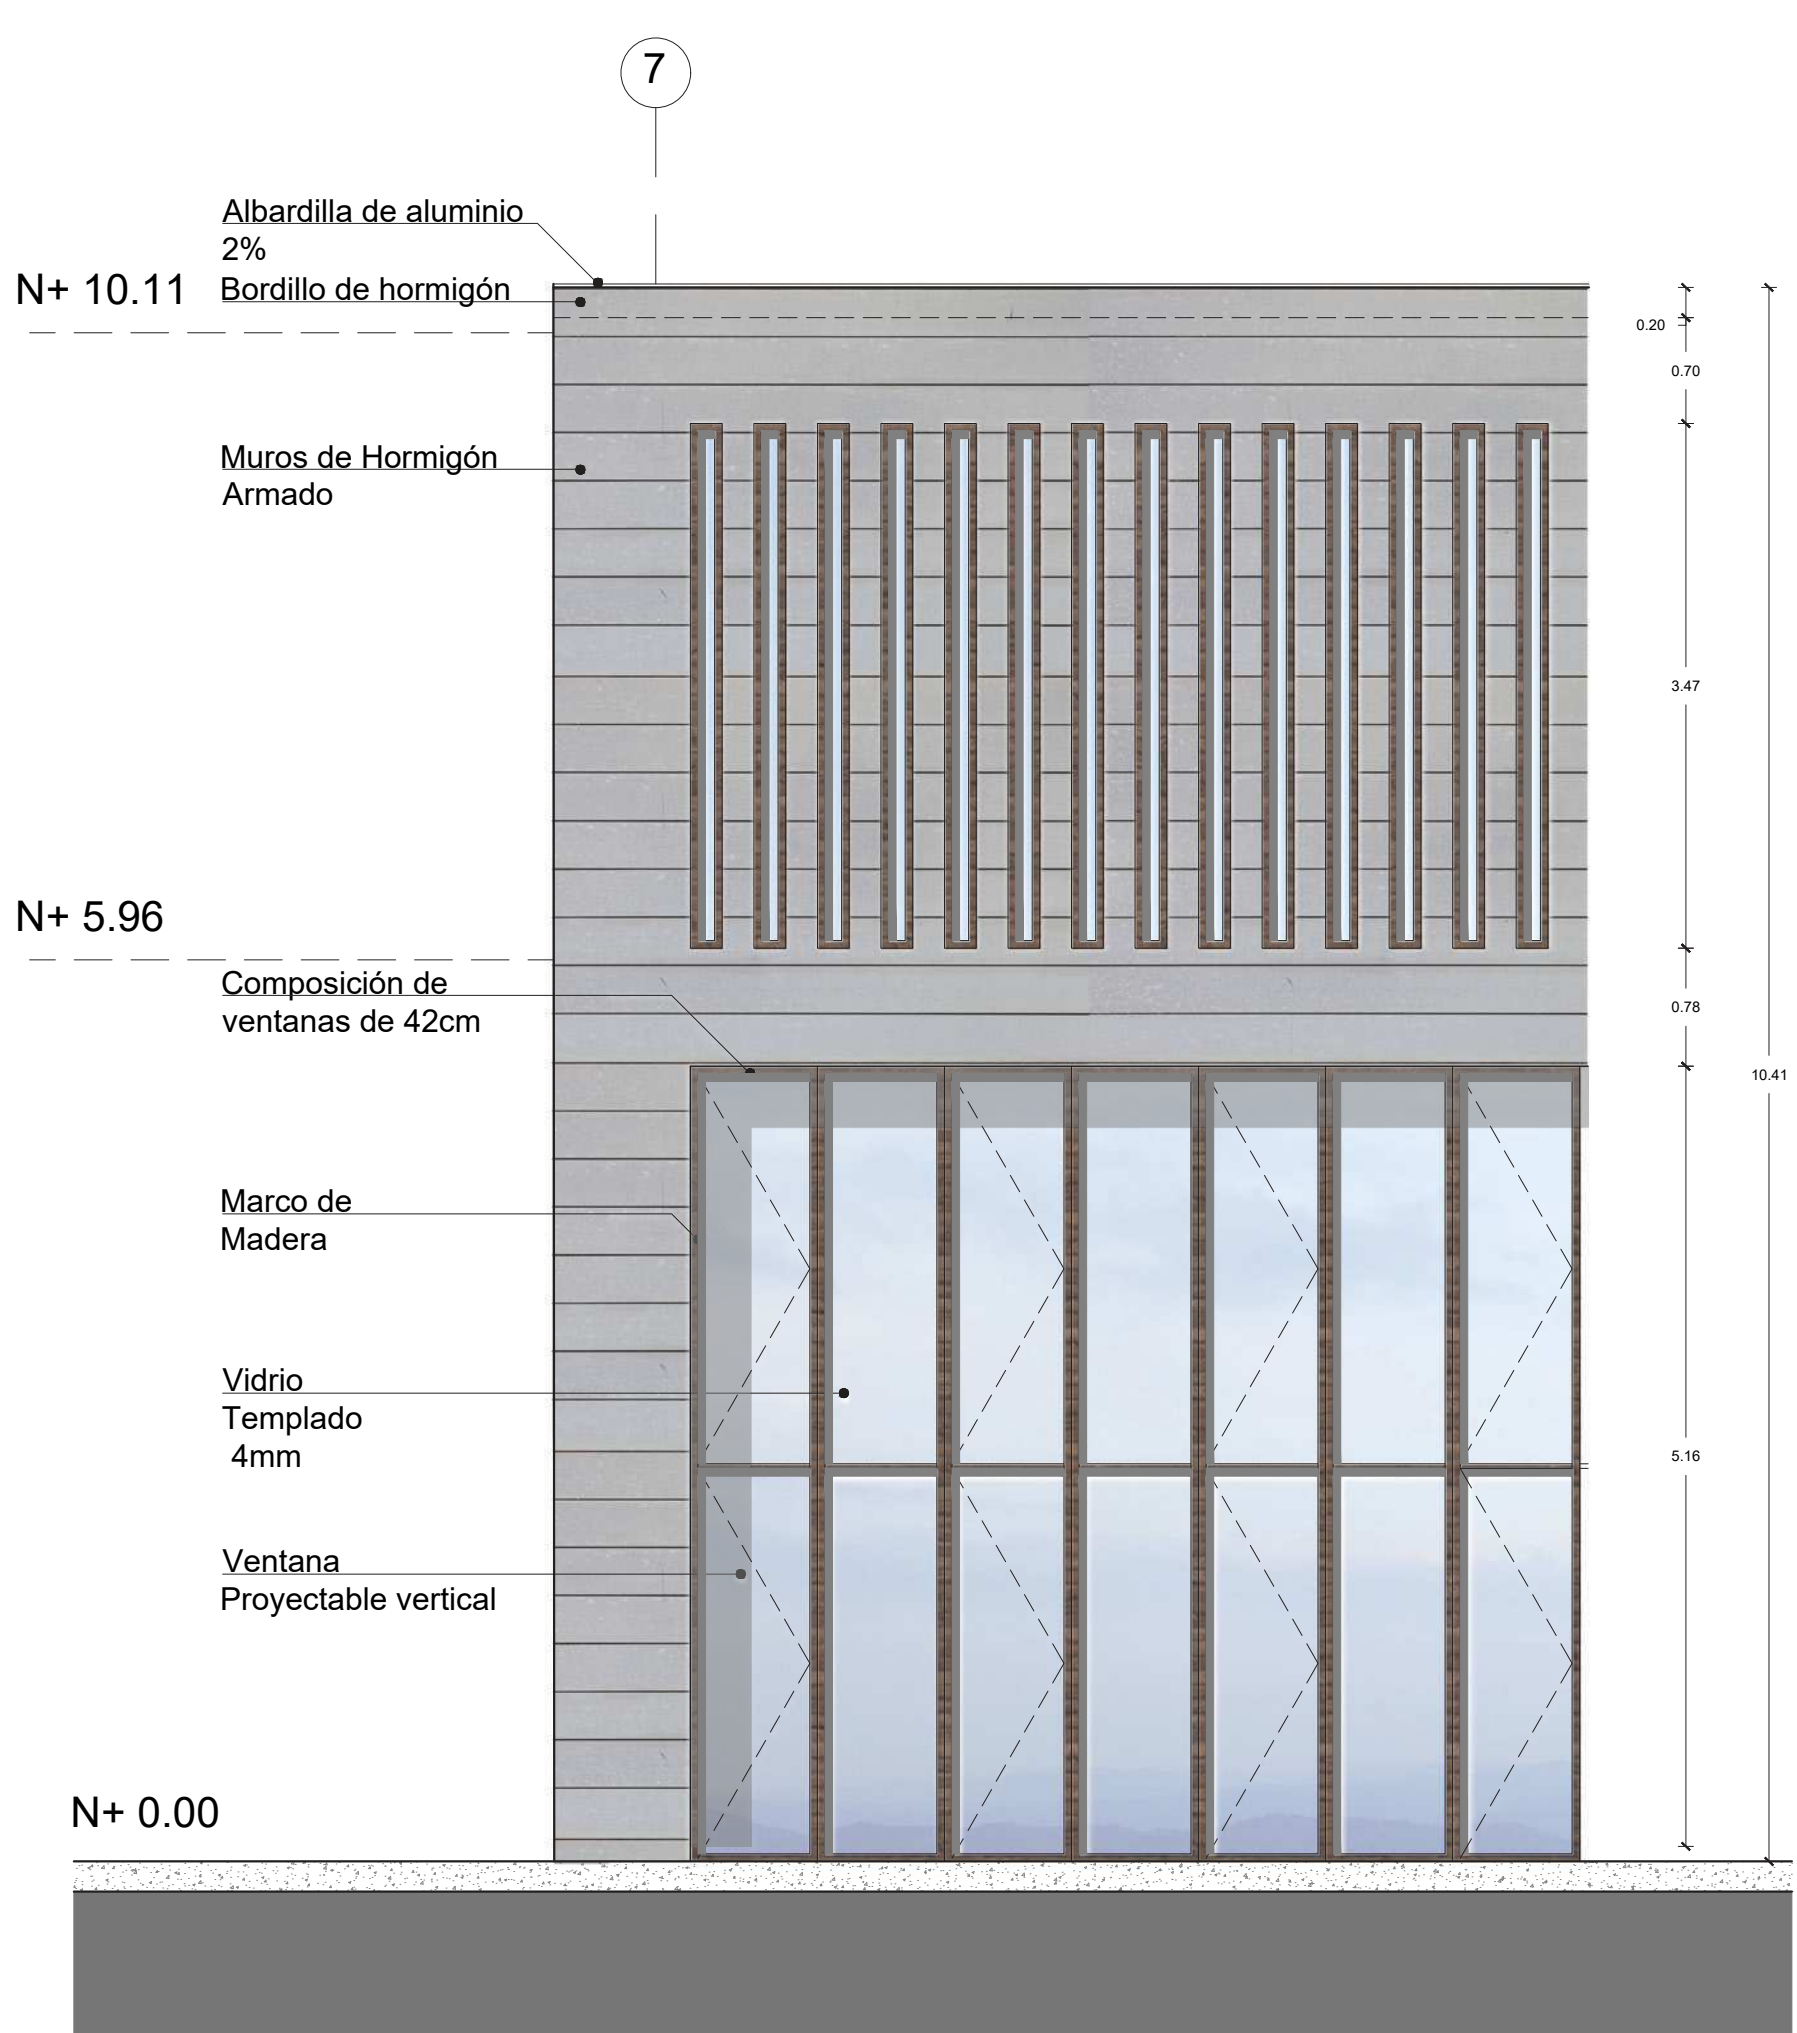 7
Albardilla de aluminio
2%
N+ 10.11
Bordillo de hormigón
0.20
0.70
Muros de Hormigón
Armado
3.47
N+ 5.96
Composición de
ventanas de 42cm
0.78
10.41
Marco de
Madera
Vidrio
Templado
4mm
5.16
Ventana
Proyectable vertical
N+ 0.00